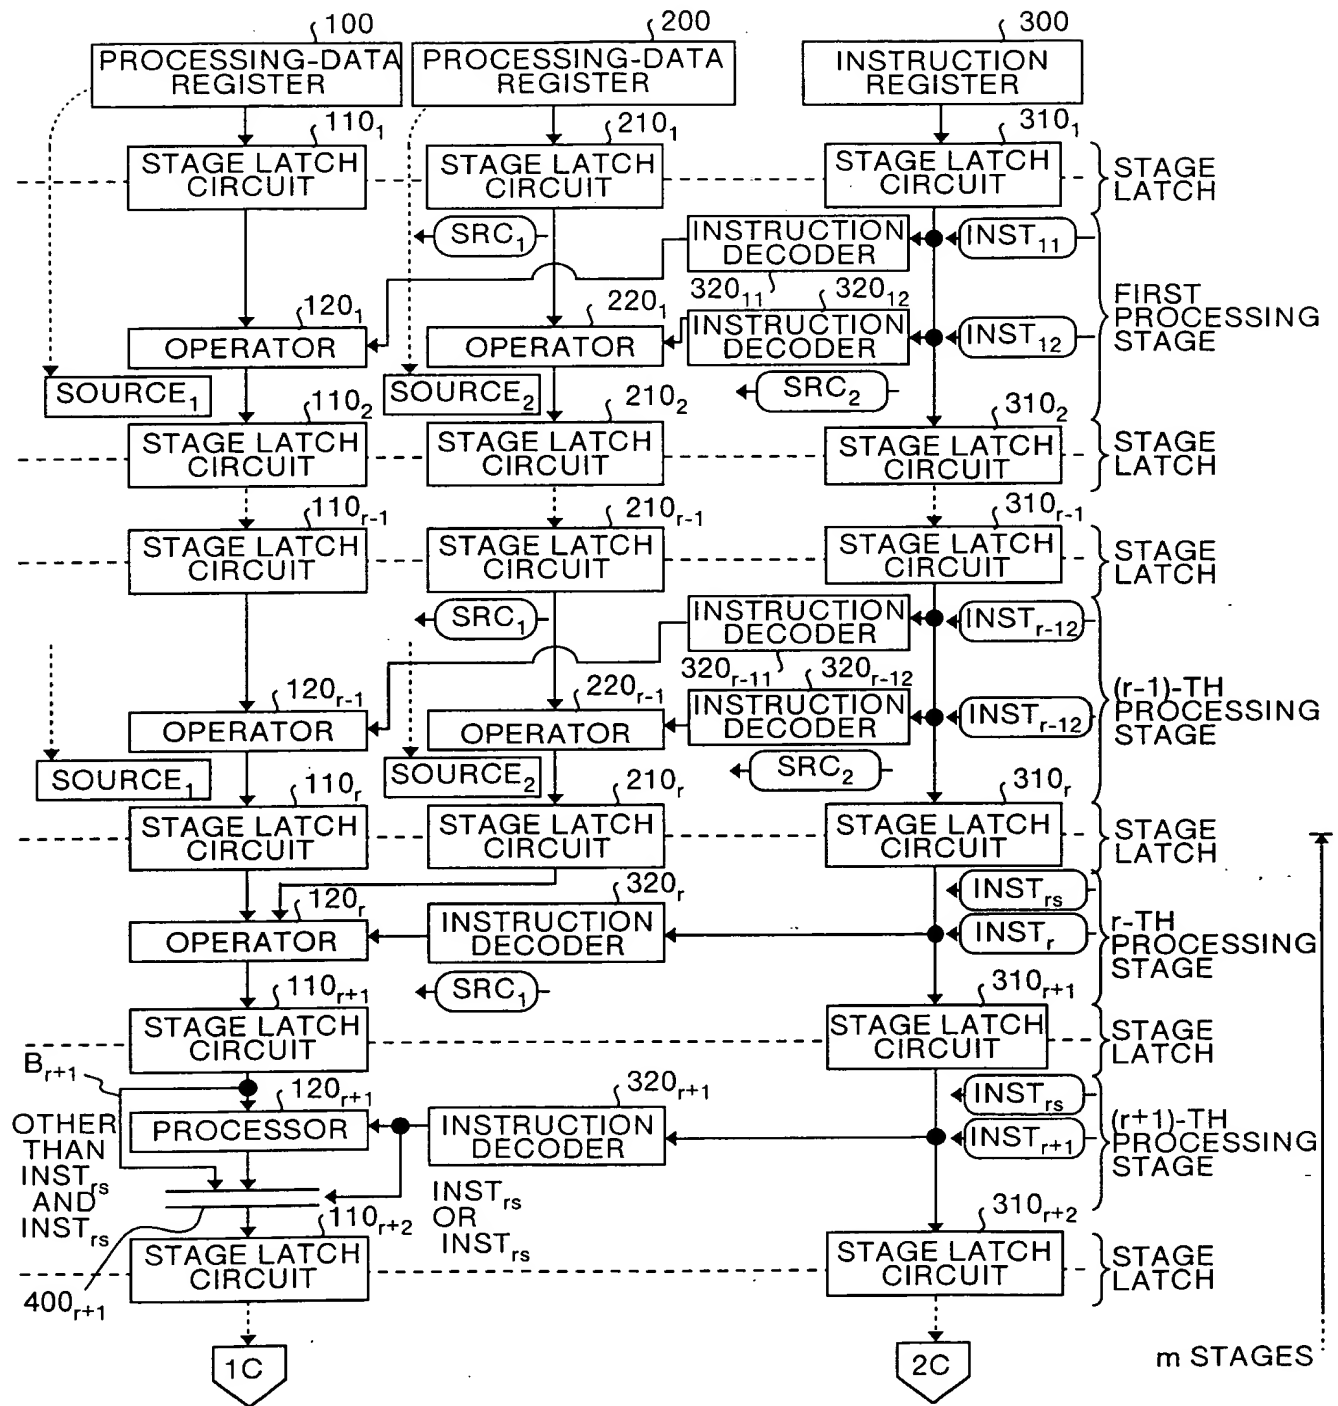 100
200
300
PROCESSING-DATA
REGISTER
PROCESSING-DATA
REGISTER
INSTRUCTION
REGISTER
110₁
210₁
310₁
STAGE LATCH
CIRCUIT
STAGE LATCH
CIRCUIT
STAGE LATCH
CIRCUIT
STAGE
LATCH
SRC₁
INSTRUCTION
DECODER
INST₁₁
320₁₁
320₁₂
FIRST
PROCESSING
STAGE
120₁
220₁
OPERATOR
OPERATOR
INSTRUCTION
DECODER
INST₁₂
SOURCE₁
SOURCE₂
SRC₂
110₂
210₂
310₂
STAGE LATCH
CIRCUIT
STAGE LATCH
CIRCUIT
STAGE LATCH
CIRCUIT
STAGE
LATCH
110r-1
210r-1
310r-1
STAGE LATCH
CIRCUIT
STAGE LATCH
CIRCUIT
STAGE LATCH
CIRCUIT
STAGE
LATCH
SRC₁
INSTRUCTION
DECODER
INSTr-12
320r-11
320r-12
(r-1)-TH
PROCESSING
STAGE
120r-1
220r-1
OPERATOR
OPERATOR
INSTRUCTION
DECODER
INSTr-12
SOURCE₁
SOURCE₂
SRC₂
110r
210r
310r
STAGE LATCH
CIRCUIT
STAGE LATCH
CIRCUIT
STAGE LATCH
CIRCUIT
STAGE
LATCH
INSTrs
120r
320r
OPERATOR
INSTRUCTION
DECODER
INSTr
r-TH
PROCESSING
STAGE
SRC₁
110r+1
310r+1
STAGE LATCH
CIRCUIT
STAGE LATCH
CIRCUIT
STAGE
LATCH
Br+1
INSTrs
120r+1
320r+1
PROCESSOR
INSTRUCTION
DECODER
INSTr+1
(r+1)-TH
PROCESSING
STAGE
OTHER
THAN
INSTrs
AND
INSTrs
INSTrs
OR
INSTrs
110r+2
310r+2
STAGE LATCH
CIRCUIT
STAGE LATCH
CIRCUIT
STAGE
LATCH
400r+1
1C
2C
m STAGES